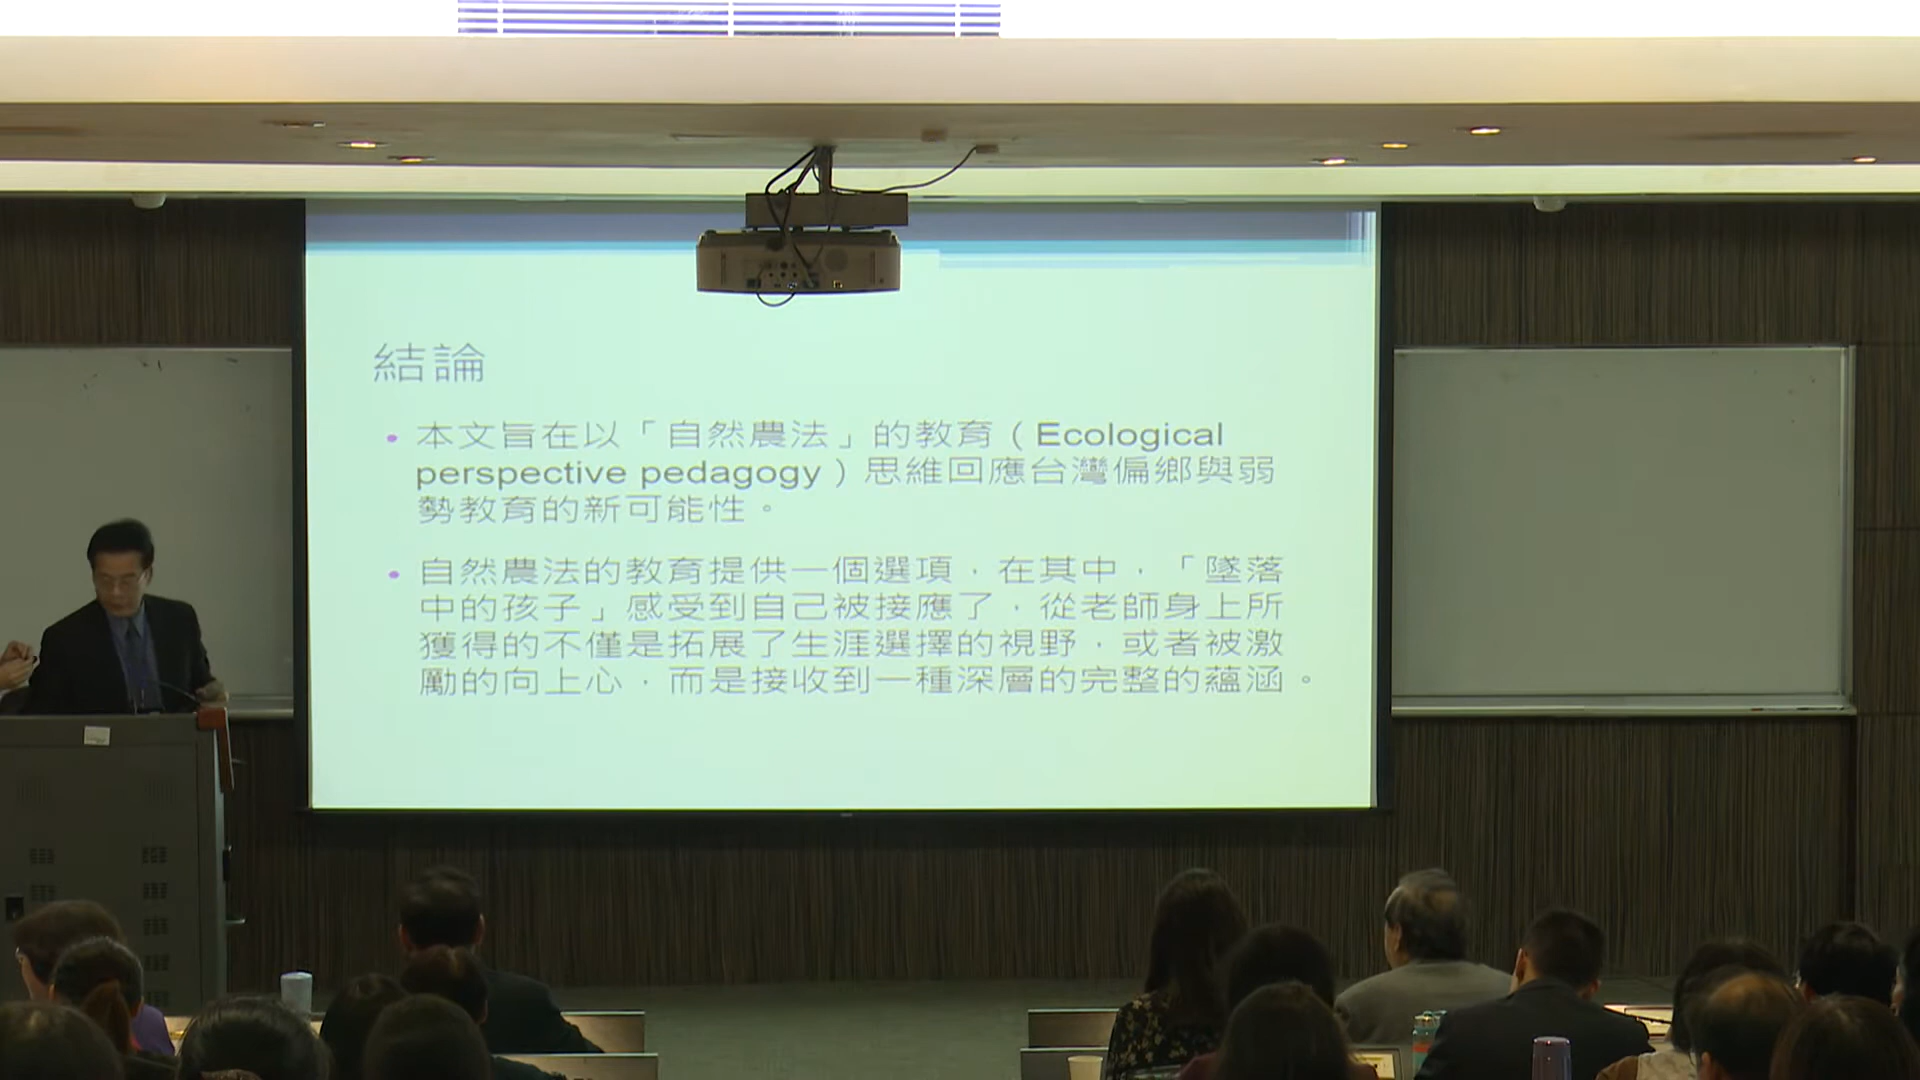 結論
• 本文旨在以「自然農法」的教育（Ecological
perspective pedagogy）思維回應台灣偏鄉與弱
勢教育的新可能性。
• 自然農法的教育提供一個選項，在其中，「墜落
中的孩子」感受到自己被接應了，從老師身上所
獲得的不僅是拓展了生涯選擇的視野，或者被激
勵的向上心，而是接收到一種深層的完整的蘊涵。